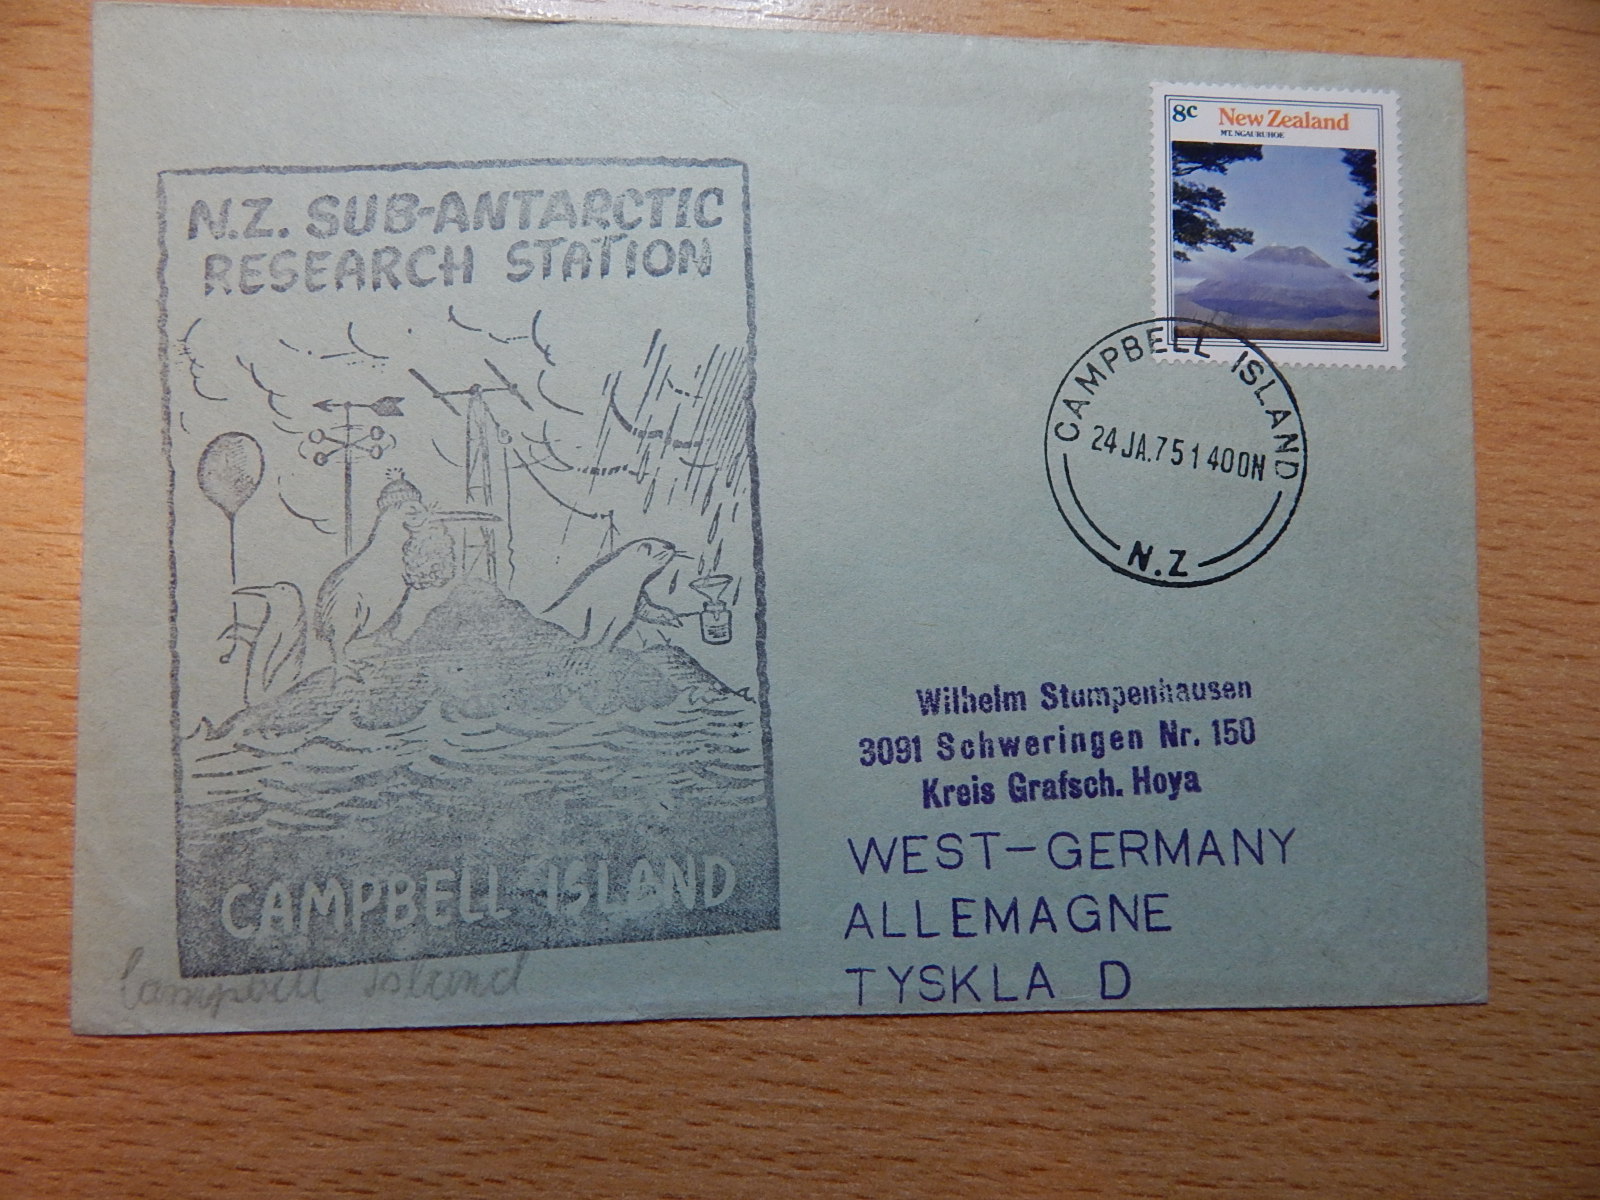 N.Z. SUB-ANTARCTIC
RESEARCH STATION
CAMPBELL ISLAND
Campbell Island
8c New Zealand
MT. NGAURUHOE
CAMPBELL ISLAND
24 JA.75 1400N
N.Z
Wilhelm Stumpenhausen
3091 Schweringen Nr. 150
Kreis Grafsch. Hoya
WEST-GERMANY
ALLEMAGNE
TYSKLA D